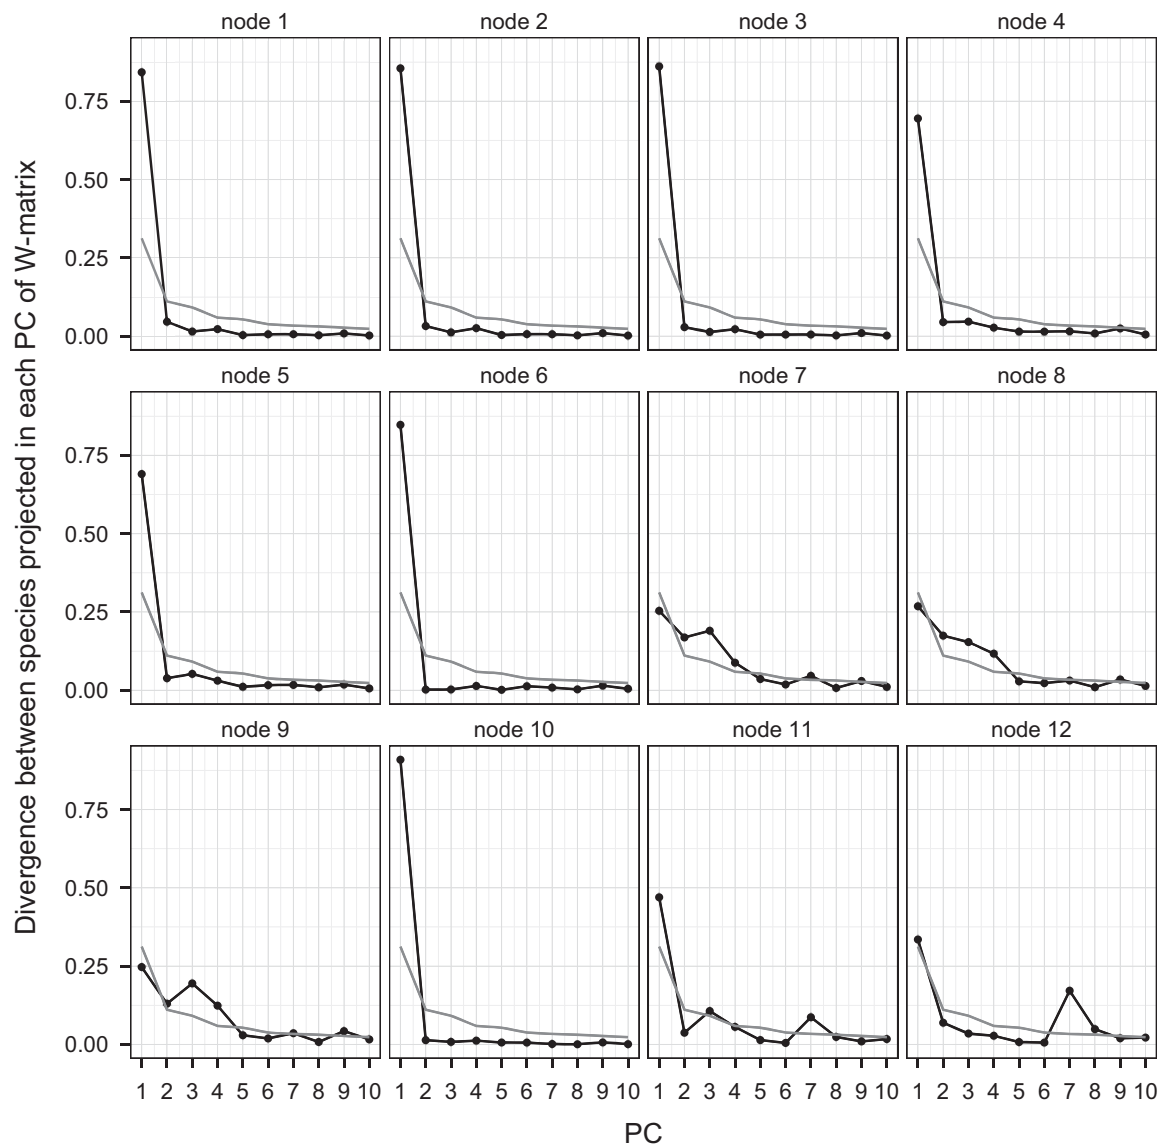 node 1 node 2 node 3 node 4
0.75
0.50
0.25
0.00
node 5 node 6 node 7 node 8
0.75
0.50
0.25
0.00
node 9 node 10 node 11 node 12
0.75
0.50
0.25
0.00
1 2 3 4 5 6 7 8 9 10 1 2 3 4 5 6 7 8 9 10 1 2 3 4 5 6 7 8 9 10 1 2 3 4 5 6 7 8 9 10
PC
Divergence between species projected in each PC of W-matrix